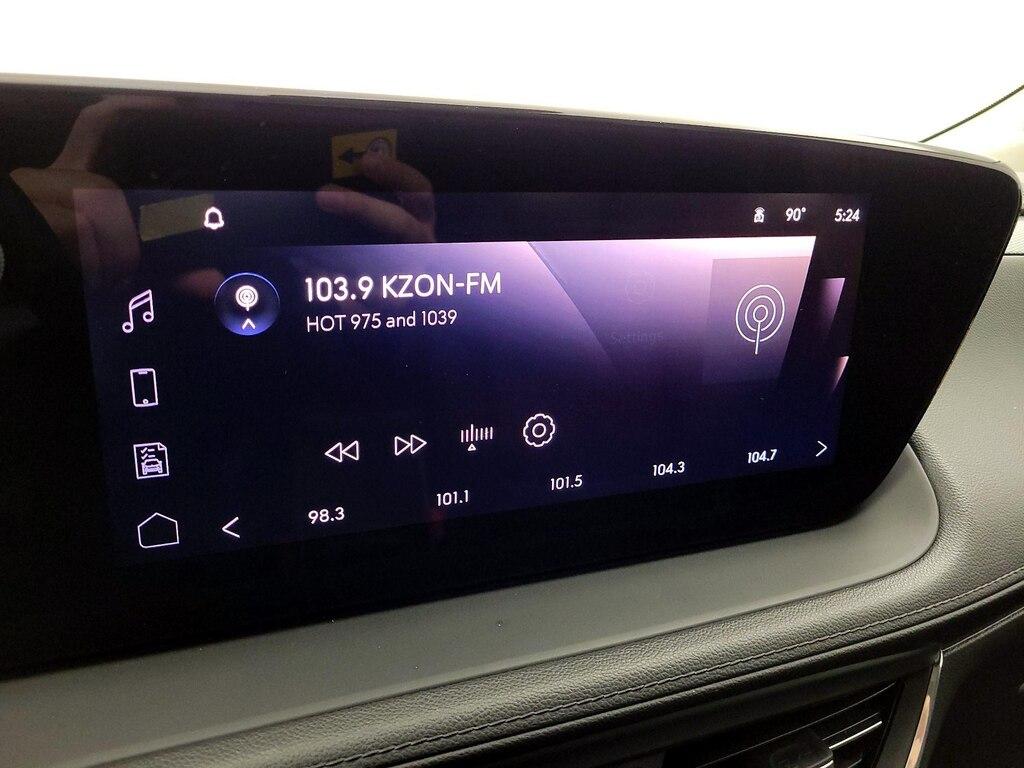 90° 5:24
103.9 KZON-FM
HOT 975 and 1039
Settings
98.3 101.1 101.5 104.3 104.7